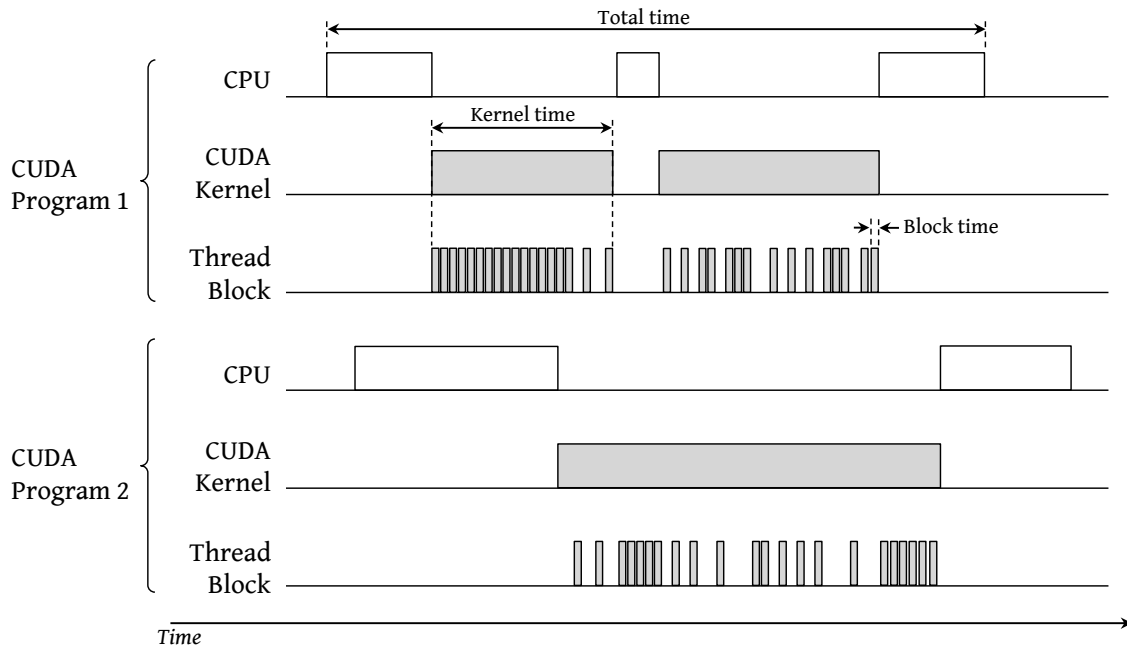 Total time
CPU
Kernel time
CUDA
Kernel
CUDA
Program 1
Block time
Thread
Block
CPU
CUDA
Kernel
CUDA
Program 2
Thread
Block
Time